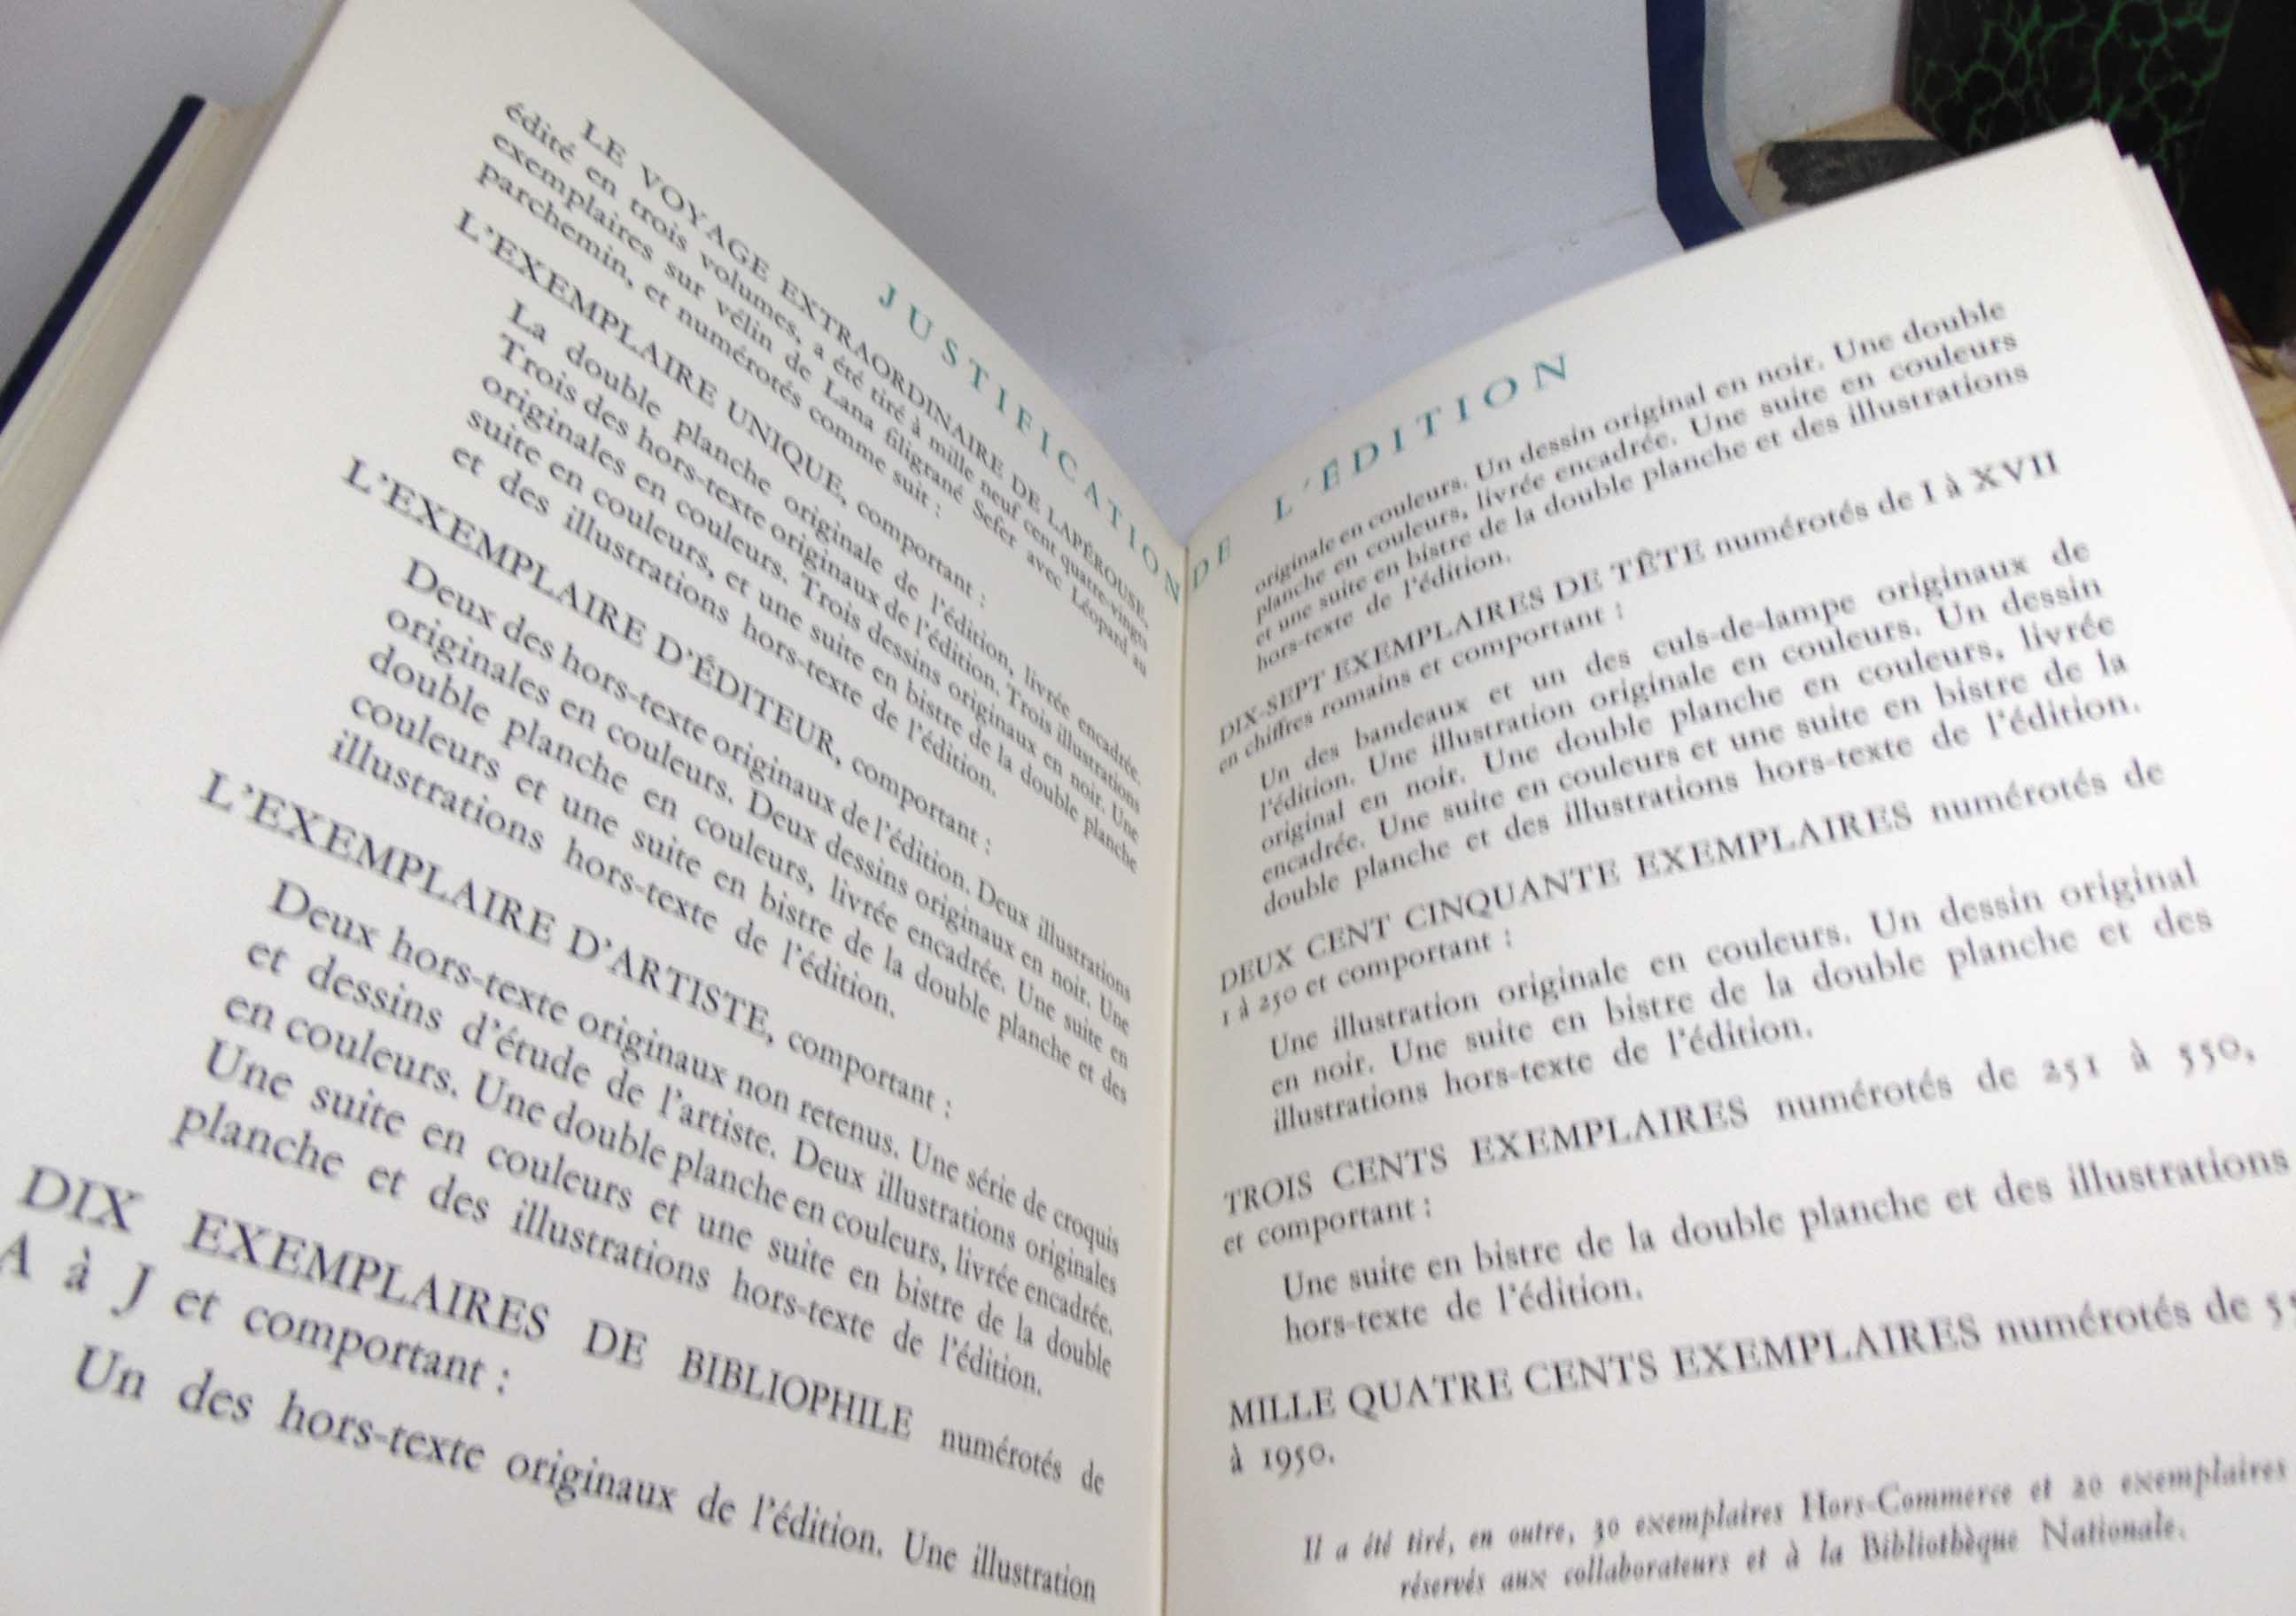 JUSTIFICATION DE L'ÉDITION
LE VOYAGE EXTRAORDINAIRE DE LAPÉROUSE,
édité en trois volumes, a été tiré à mille neuf cent quatre-vingts
exemplaires sur vélin de Lana filigrané Sefer avec Léopard au
parchemin, et numérotés comme suit :
L'EXEMPLAIRE UNIQUE, comportant :
La double planche originale de l'édition, livrée encadrée.
Trois des hors-texte originaux de l'édition. Trois illustrations
originales en couleurs. Trois dessins originaux en noir. Une
suite en couleurs, et une suite en bistre de la double planche
et des illustrations hors-texte de l'édition.
L'EXEMPLAIRE D'ÉDITEUR, comportant :
Deux des hors-texte originaux de l'édition. Deux illustrations
originales en couleurs. Deux dessins originaux en noir. Une
double planche en couleurs, livrée encadrée. Une suite en
couleurs et une suite en bistre de la double planche et des
illustrations hors-texte de l'édition.
L'EXEMPLAIRE D'ARTISTE, comportant :
Deux hors-texte originaux non retenus. Une série de croquis
et dessins d'étude de l'artiste. Deux illustrations originales
en couleurs. Une double planche en couleurs, livrée encadrée.
Une suite en couleurs et une suite en bistre de la double
planche et des illustrations hors-texte de l'édition.
DIX EXEMPLAIRES DE BIBLIOPHILE numérotés de
A à J et comportant :
Un des hors-texte originaux de l'édition. Une illustration
originale en couleurs. Un dessin original en noir. Une double
planche en couleurs, livrée encadrée. Une suite en couleurs
et une suite en bistre de la double planche et des illustrations
hors-texte de l'édition.
DIX-SEPT EXEMPLAIRES DE TÊTE numérotés de I à XVII
en chiffres romains et comportant :
Un des bandeaux et un des culs-de-lampe originaux de
l'édition. Une illustration originale en couleurs. Un dessin
original en noir. Une double planche en couleurs, livrée
encadrée. Une suite en couleurs et une suite en bistre de la
double planche et des illustrations hors-texte de l'édition.
DEUX CENT CINQUANTE EXEMPLAIRES numérotés de
1 à 250 et comportant :
Une illustration originale en couleurs. Un dessin original
en noir. Une suite en bistre de la double planche et des
illustrations hors-texte de l'édition.
TROIS CENTS EXEMPLAIRES numérotés de 251 à 550,
et comportant :
Une suite en bistre de la double planche et des illustrations
hors-texte de l'édition.
MILLE QUATRE CENTS EXEMPLAIRES numérotés de
à 1950.
Il a été tiré, en outre, 30 exemplaires Hors-Commerce et 20 exemplaires
réservés aux collaborateurs et à la Bibliothèque Nationale.